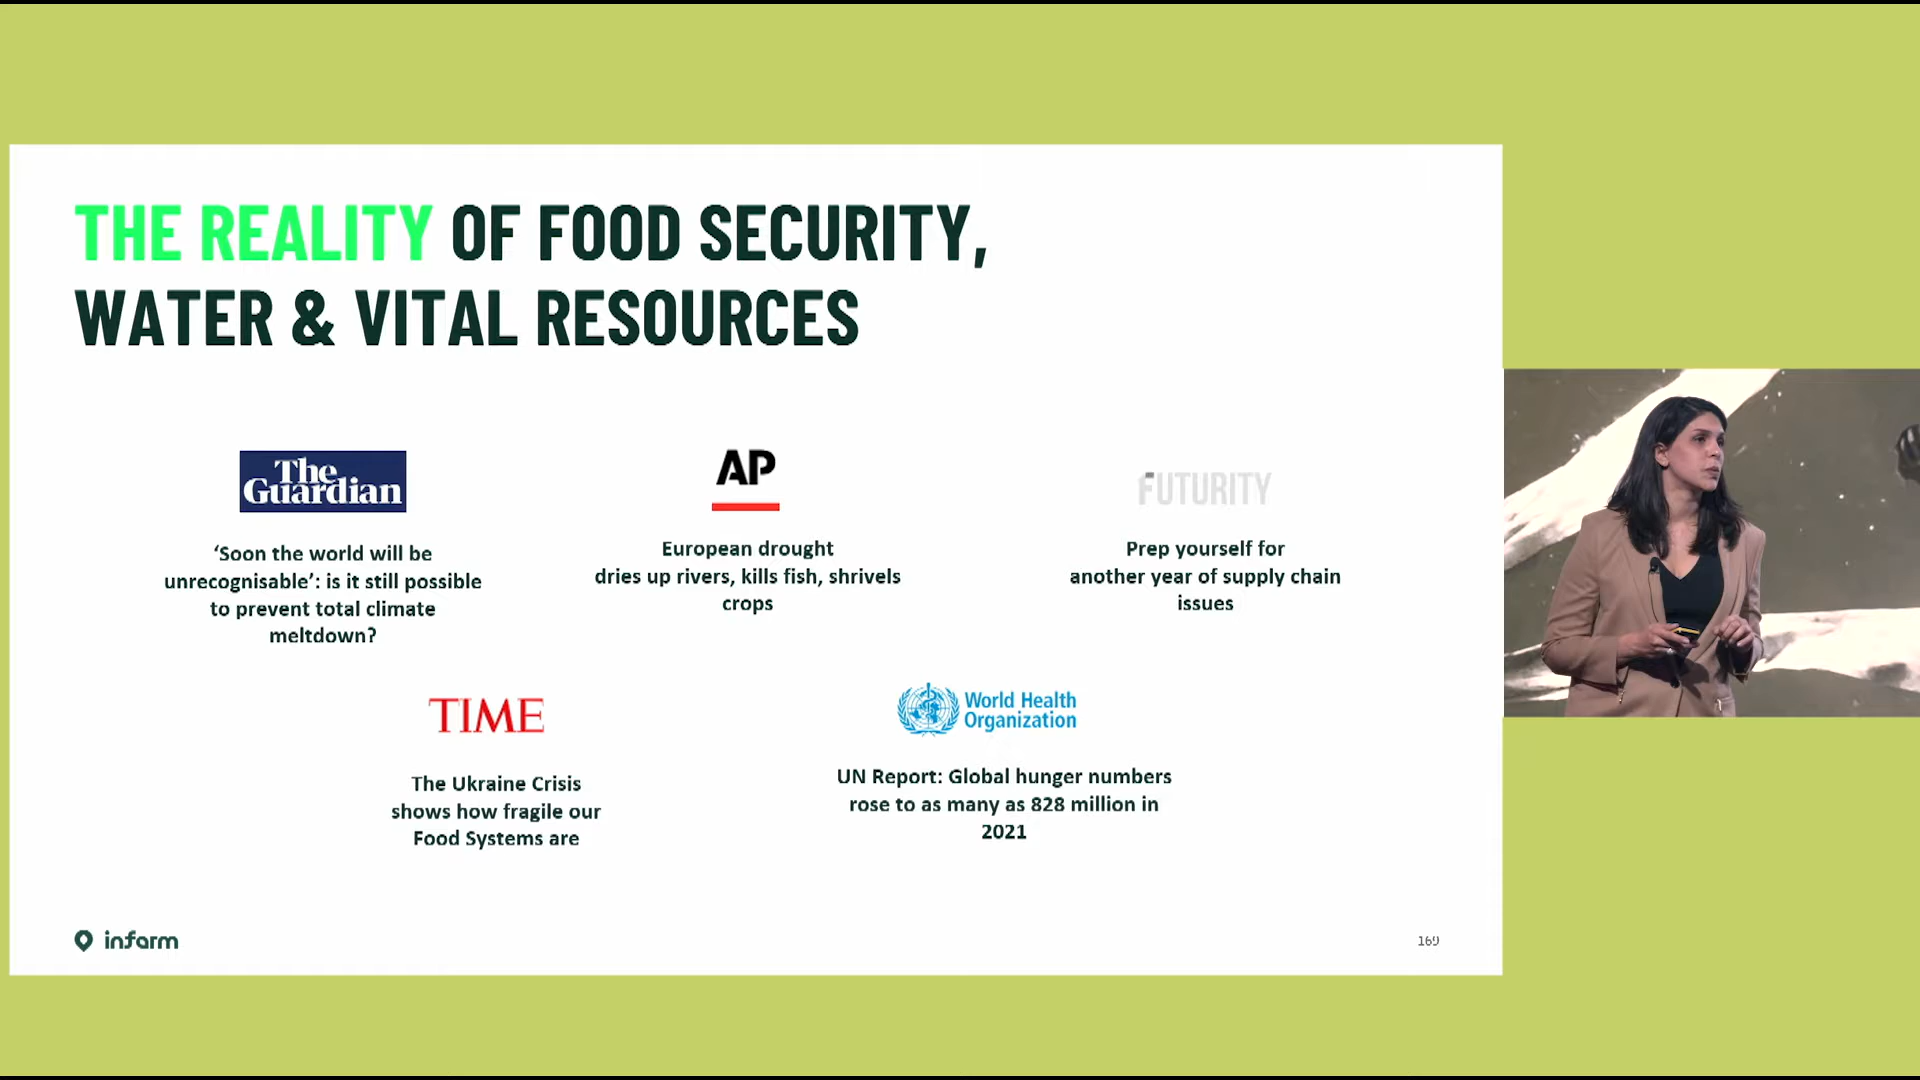 THE REALITY OF FOOD SECURITY,
WATER & VITAL RESOURCES
The
Guardian
‘Soon the world will be
unrecognisable’: is it still possible
to prevent total climate
meltdown?
AP
European drought
dries up rivers, kills fish, shrivels
crops
FUTURITY
Prep yourself for
another year of supply chain
issues
TIME
The Ukraine Crisis
shows how fragile our
Food Systems are
World Health
Organization
UN Report: Global hunger numbers
rose to as many as 828 million in
2021
infarm
169